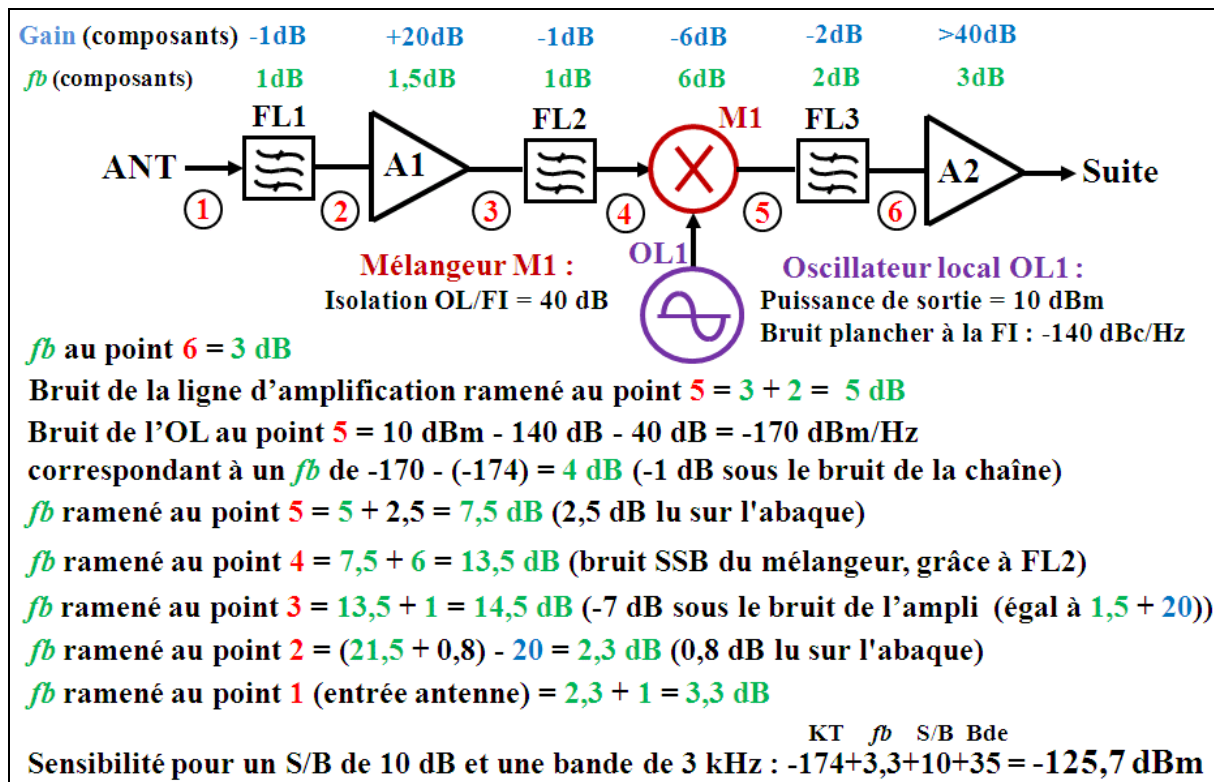 Gain (composants) -1dB +20dB -1dB -6dB -2dB >40dB
fb (composants) 1dB 1,5dB 1dB 6dB 2dB 3dB
FL1 FL2 M1 FL3
ANT A1 A2 Suite
1 2 3 4 5 6
OL1
Mélangeur M1 :
Isolation OL/FI = 40 dB
Oscillateur local OL1 :
Puissance de sortie = 10 dBm
Bruit plancher à la FI : -140 dBc/Hz
fb au point 6 = 3 dB
Bruit de la ligne d'amplification ramené au point 5 = 3 + 2 = 5 dB
Bruit de l'OL au point 5 = 10 dBm - 140 dB - 40 dB = -170 dBm/Hz
correspondant à un fb de -170 - (-174) = 4 dB (-1 dB sous le bruit de la chaîne)
fb ramené au point 5 = 5 + 2,5 = 7,5 dB (2,5 dB lu sur l'abaque)
fb ramené au point 4 = 7,5 + 6 = 13,5 dB (bruit SSB du mélangeur, grâce à FL2)
fb ramené au point 3 = 13,5 + 1 = 14,5 dB (-7 dB sous le bruit de l'ampli (égal à 1,5 + 20))
fb ramené au point 2 = (21,5 + 0,8) - 20 = 2,3 dB (0,8 dB lu sur l'abaque)
fb ramené au point 1 (entrée antenne) = 2,3 + 1 = 3,3 dB
KT fb S/B Bde
Sensibilité pour un S/B de 10 dB et une bande de 3 kHz : -174+3,3+10+35 = -125,7 dBm